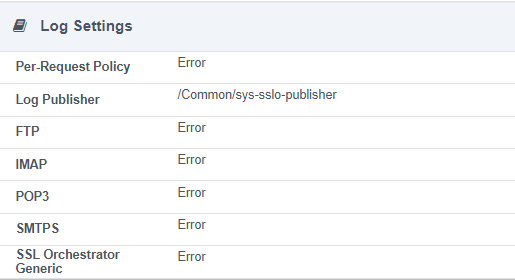 Log Settings
Per-Request Policy Error
Log Publisher /Common/sys-sslo-publisher
FTP Error
IMAP Error
POP3 Error
SMTPS Error
SSL Orchestrator Error
Generic